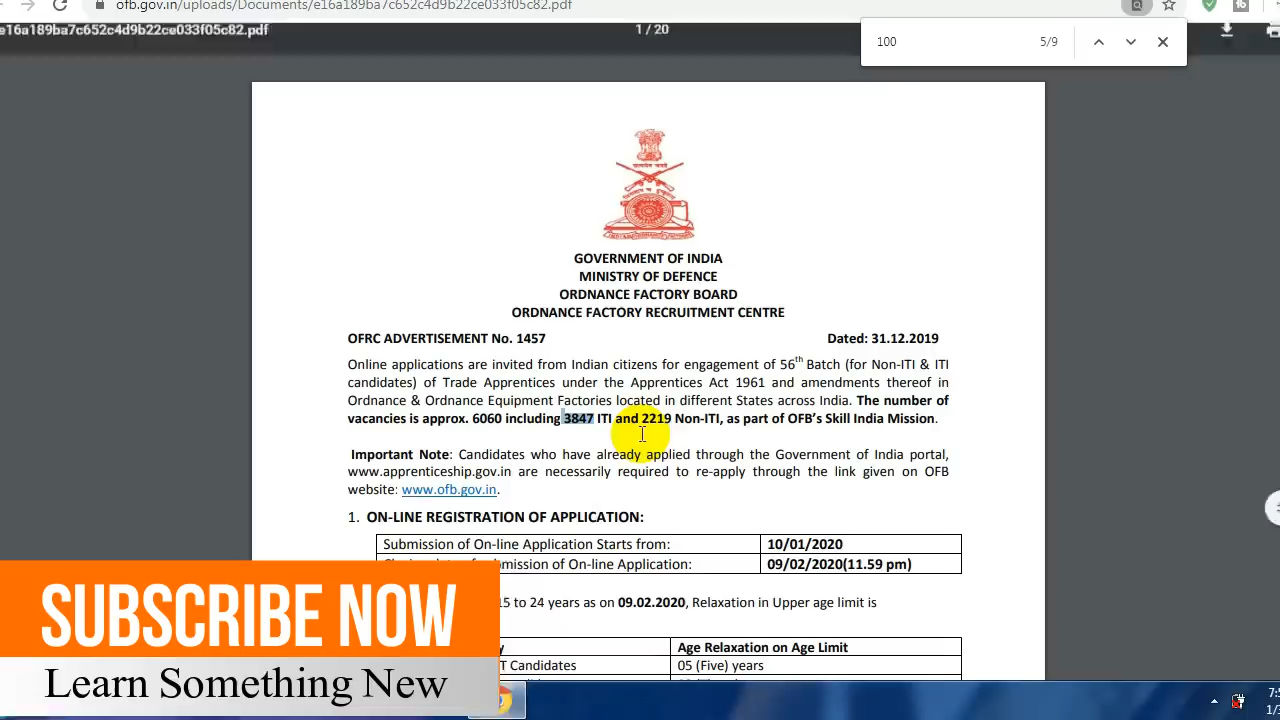 ofb.gov.in/uploads/Documents/e16a189ba7c652c4d9b22ce033f05c82.pdf
e16a189ba7c652c4d9b22ce033f05c82.pdf
1 / 20
100
5/9
GOVERNMENT OF INDIA
MINISTRY OF DEFENCE
ORDNANCE FACTORY BOARD
ORDNANCE FACTORY RECRUITMENT CENTRE
OFRC ADVERTISEMENT No. 1457 Dated: 31.12.2019
Online applications are invited from Indian citizens for engagement of 56th Batch (for Non-ITI & ITI
candidates) of Trade Apprentices under the Apprentices Act 1961 and amendments thereof in
Ordnance & Ordnance Equipment Factories located in different States across India. The number of
vacancies is approx. 6060 including 3847 ITI and 2219 Non-ITI, as part of OFB's Skill India Mission.
Important Note: Candidates who have already applied through the Government of India portal,
www.apprenticeship.gov.in are necessarily required to re-apply through the link given on OFB
website: www.ofb.gov.in.
1. ON-LINE REGISTRATION OF APPLICATION:
Submission of On-line Application Starts from: 10/01/2020
mission of On-line Application: 09/02/2020(11.59 pm)
15 to 24 years as on 09.02.2020, Relaxation in Upper age limit is
y Age Relaxation on Age Limit
T Candidates 05 (Five) years
SUBSCRIBE NOW
Learn Something New